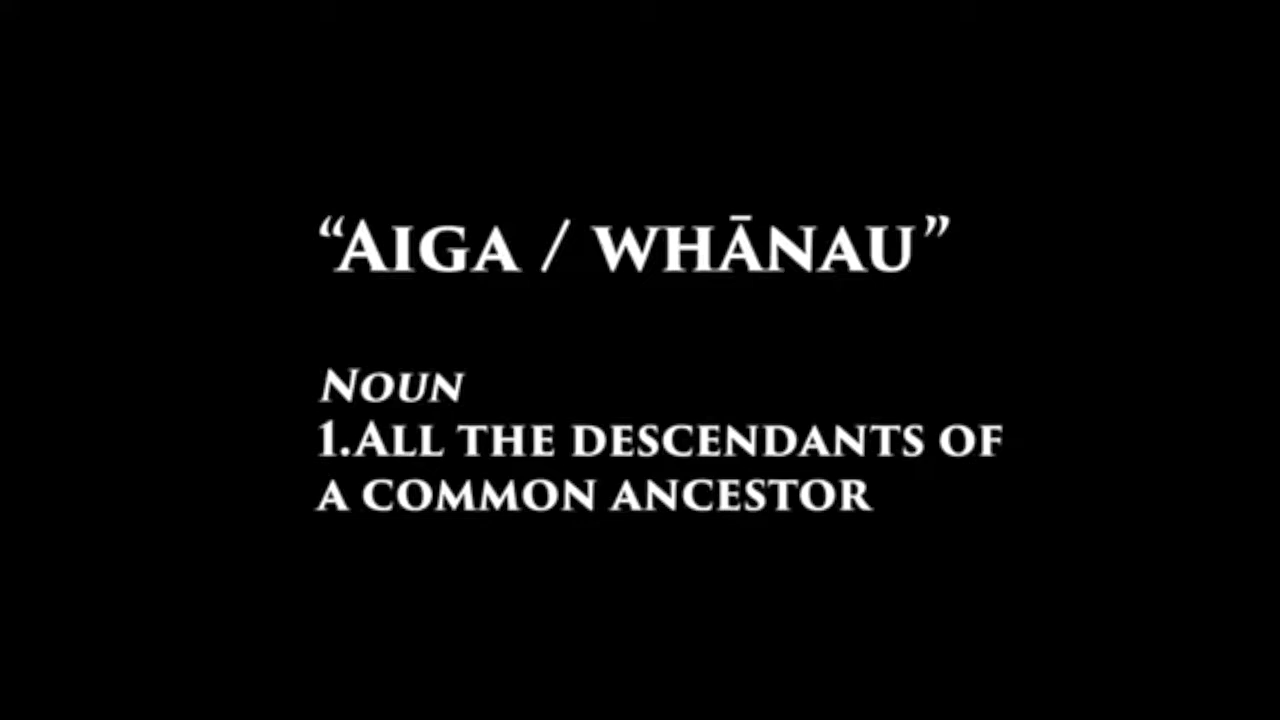 “Aiga / whānau”
Noun
1.All the descendants of
a common ancestor